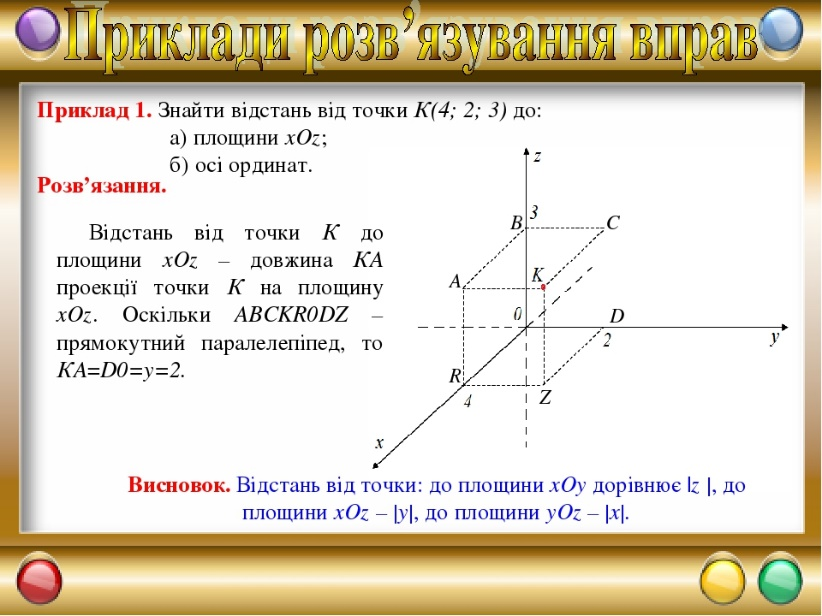 Приклади розв’язування вправ
Приклад 1. Знайти відстань від точки К(4; 2; 3) до:
а) площини xOz;
б) осі ординат.
Розв’язання.
Відстань від точки К до
площини xOz – довжина КА
проекції точки К на площину
xOz. Оскільки ABCKR0DZ –
прямокутний паралелепіпед, то
КА=D0=y=2.
z
3
B
C
A
K
0
D
2
y
R
4
Z
x
Висновок. Відстань від точки: до площини xOy дорівнює |z |, до
площини xOz – |y|, до площини yOz – |x|.